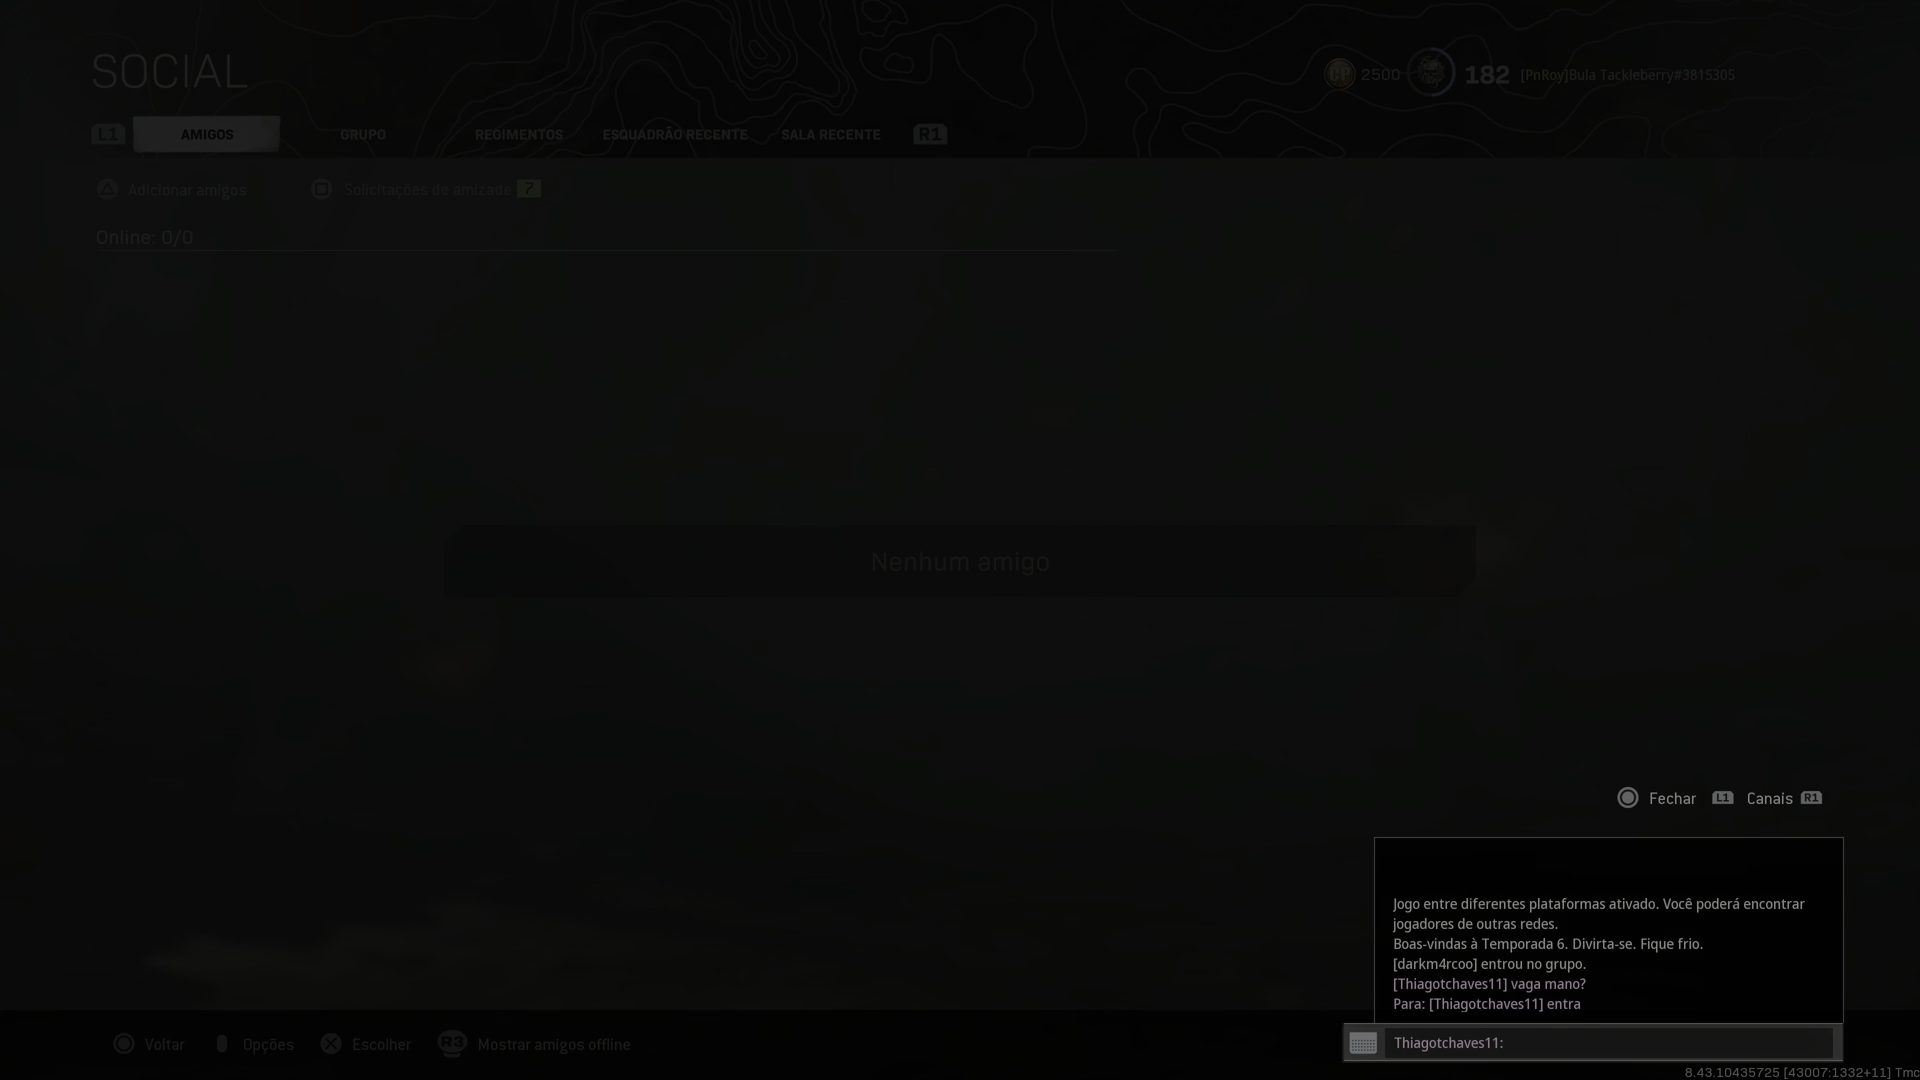 SOCIAL
CP 2500 182 [PnRoy]Bula Tackleberry#3815305
L1 AMIGOS GRUPO REGIMENTOS ESQUADRÃO RECENTE SALA RECENTE R1
Adicionar amigos Solicitações de amizade 7
Online: 0/0
Nenhum amigo
Fechar L1 Canais R1
Jogo entre diferentes plataformas ativado. Você poderá encontrar
jogadores de outras redes.
Boas-vindas à Temporada 6. Divirta-se. Fique frio.
[darkm4rcoo] entrou no grupo.
[Thiagotchaves11] vaga mano?
Para: [Thiagotchaves11] entra
Thiagotchaves11:
Voltar Opções Escolher R3 Mostrar amigos offline
8.43.10435725 [43007:1332+11] Tmc